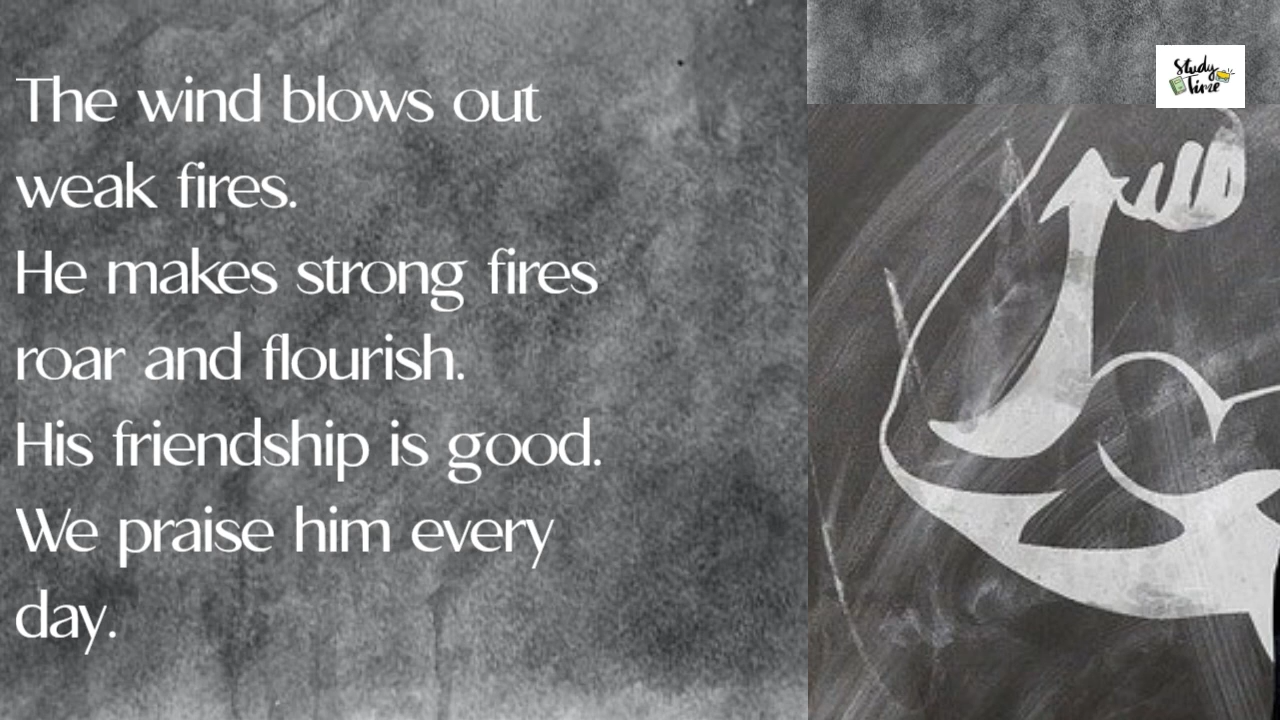 The wind blows out
weak fires.
He makes strong fires
roar and flourish.
His friendship is good.
We praise him every
day.
Study
Time